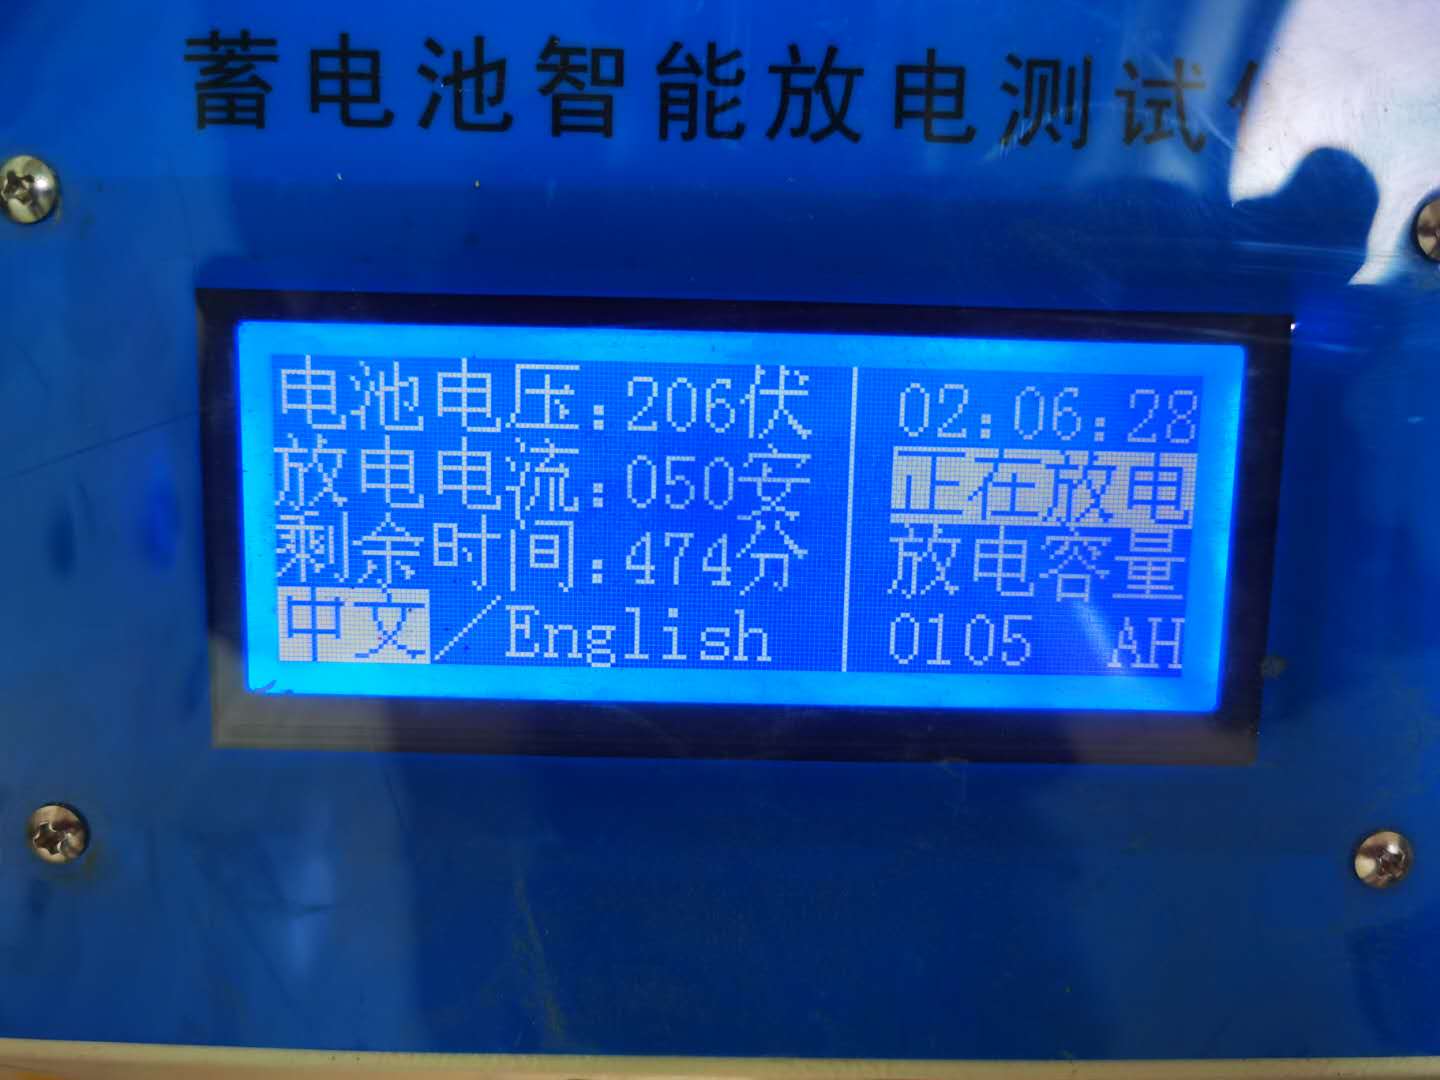 蓄电池智能放电测试
电池电压:206伏
放电电流:050安
剩余时间:474分
中文/English
02:06:28
正在放电
放电容量
0105 AH